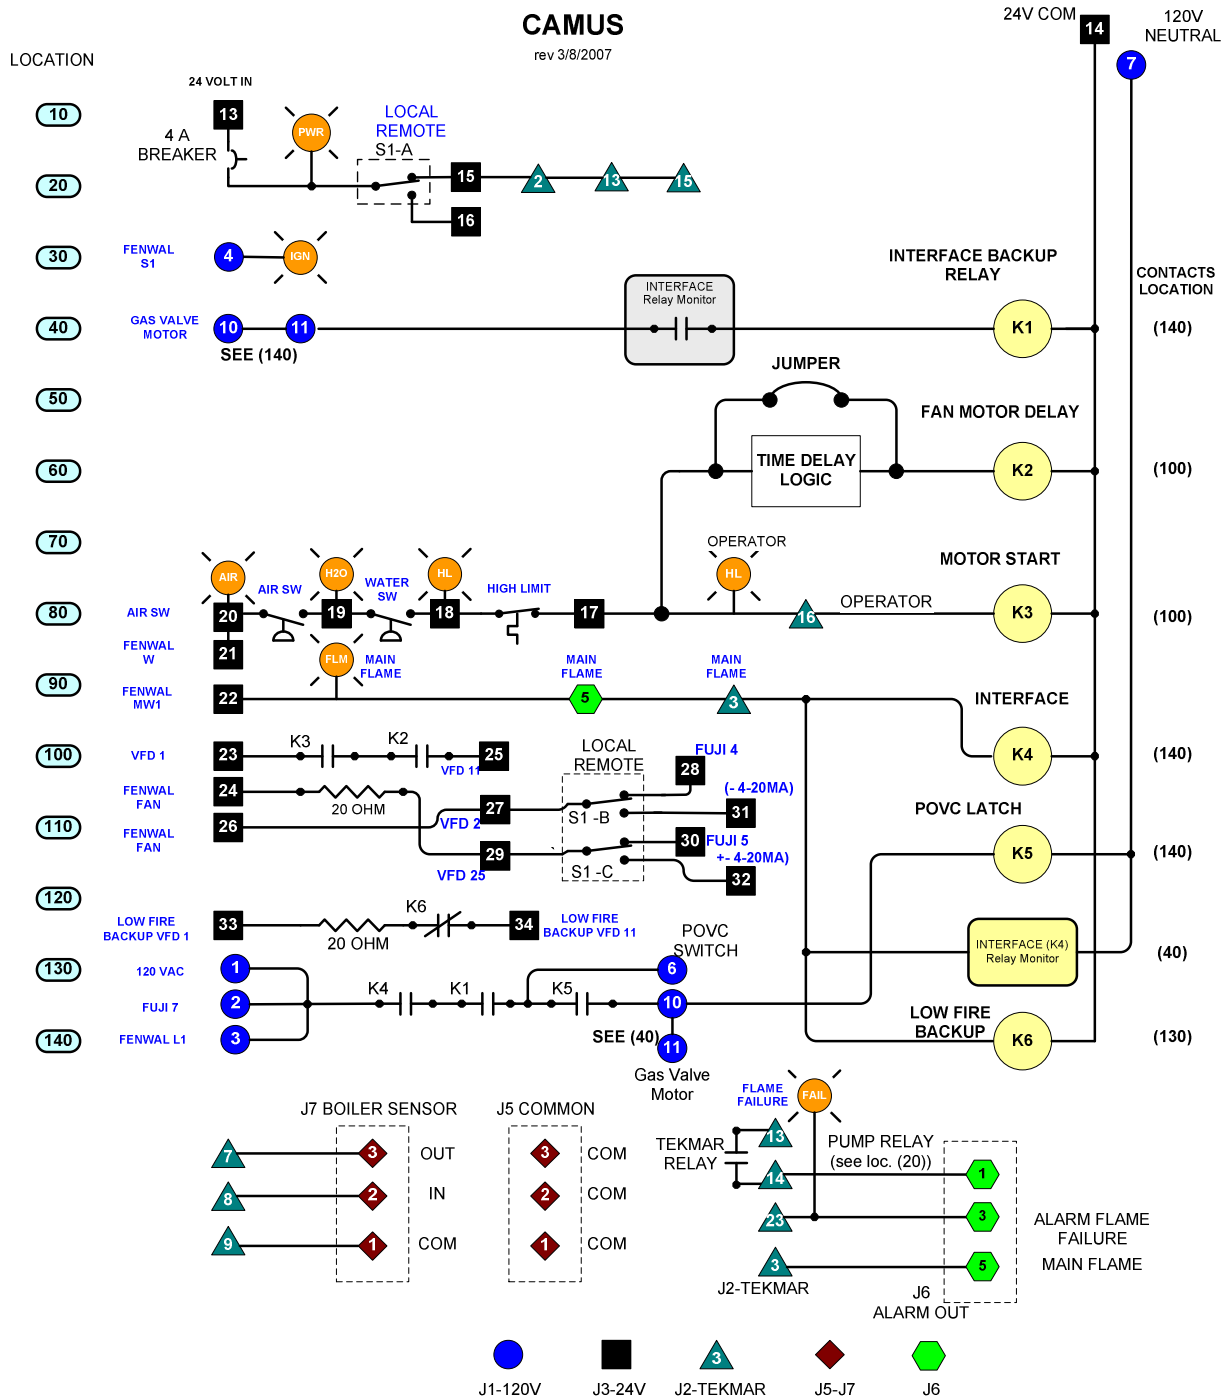 CAMUS
rev 3/8/2007
24V COM
14
120V
NEUTRAL
7
LOCATION
24 VOLT IN
10
13
4 A
BREAKER
PWR
LOCAL
REMOTE
S1-A
20
15
2
13
15
16
30
FENWAL
S1
4
IGN
INTERFACE BACKUP
RELAY
CONTACTS
LOCATION
INTERFACE
Relay Monitor
40
GAS VALVE
MOTOR
10
11
SEE (140)
K1
(140)
JUMPER
50
FAN MOTOR DELAY
60
TIME DELAY
LOGIC
K2
(100)
70
OPERATOR
MOTOR START
AIR
AIR SW
H2O
WATER
SW
HL
HIGH LIMIT
HL
80
AIR SW
20
19
18
17
16
OPERATOR
K3
(100)
FENWAL
W
21
FLM
MAIN
FLAME
MAIN
FLAME
MAIN
FLAME
90
FENWAL
MW1
22
5
3
INTERFACE
100
VFD 1
23
K3
K2
VFD 11
25
LOCAL
REMOTE
FUJI 4
28
K4
(140)
FENWAL
FAN
24
20 OHM
(- 4-20MA)
110
FENWAL
FAN
26
VFD 2
27
S1 -B
31
POVC LATCH
VFD 25
29
S1 -C
30
FUJI 5
+- 4-20MA)
32
K5
(140)
120
LOW FIRE
BACKUP VFD 1
33
20 OHM
K6
34
LOW FIRE
BACKUP VFD 11
POVC
SWITCH
INTERFACE (K4)
Relay Monitor
(40)
130
120 VAC
1
6
FUJI 7
2
K4
K1
K5
10
LOW FIRE
BACKUP
140
FENWAL L1
3
SEE (40)
11
Gas Valve
Motor
K6
(130)
J7 BOILER SENSOR
J5 COMMON
FLAME
FAILURE
FAIL
7
3
OUT
3
COM
TEKMAR
RELAY
13
PUMP RELAY
(see loc. (20))
14
1
8
2
IN
2
COM
23
3
ALARM FLAME
FAILURE
9
1
COM
1
COM
3
J2-TEKMAR
5
MAIN FLAME
J6
ALARM OUT
3
J1-120V
J3-24V
J2-TEKMAR
J5-J7
J6